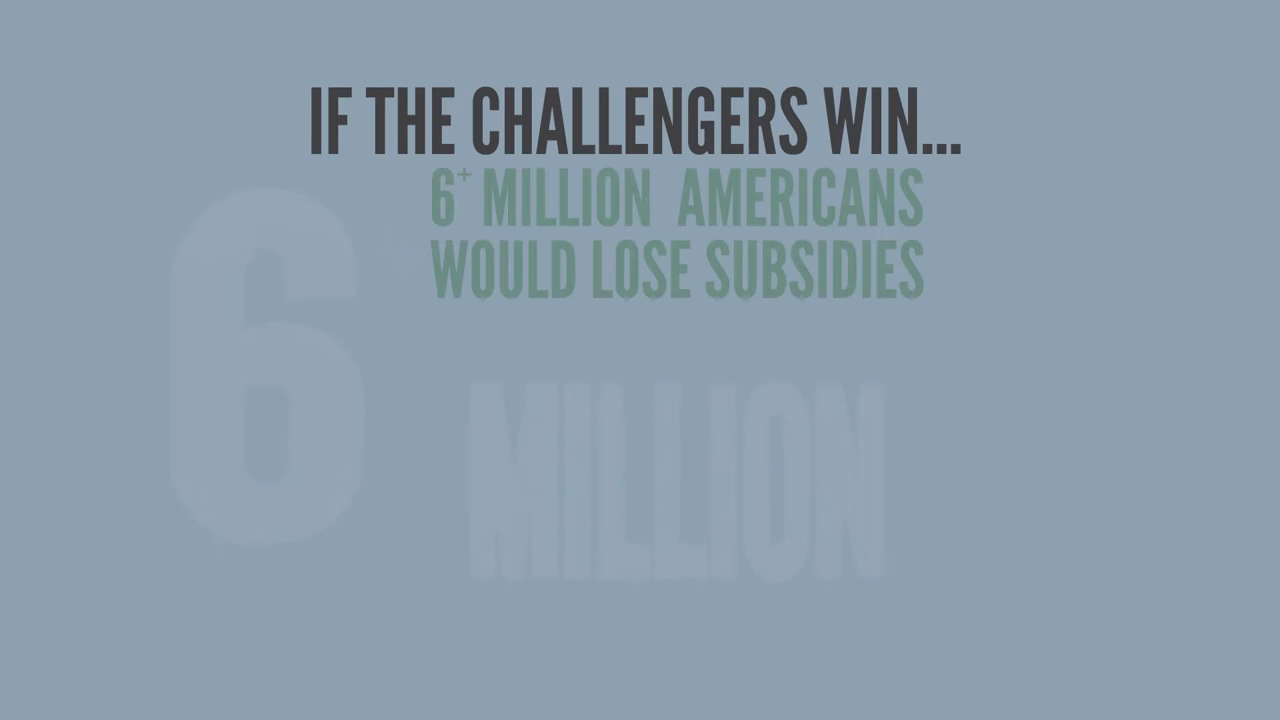 IF THE CHALLENGERS WIN...
6+ MILLION AMERICANS
WOULD LOSE SUBSIDIES
6
MILLION